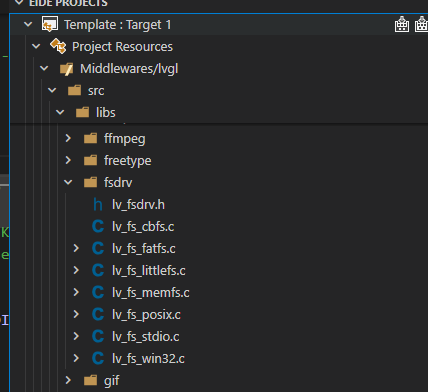 EIDE PROJECTS
Template : Target 1
Project Resources
Middlewares/lvgl
src
libs
ffmpeg
freetype
fsdrv
h lv_fsdrv.h
C lv_fs_cbfs.c
C lv_fs_fatfs.c
C lv_fs_littlefs.c
C lv_fs_memfs.c
C lv_fs_posix.c
C lv_fs_stdio.c
C lv_fs_win32.c
gif